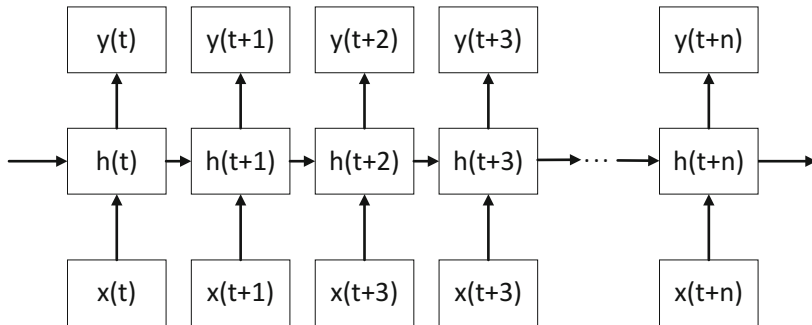 y(t) y(t+1) y(t+2) y(t+3) y(t+n)
h(t) h(t+1) h(t+2) h(t+3) ... h(t+n)
x(t) x(t+1) x(t+3) x(t+3) x(t+n)